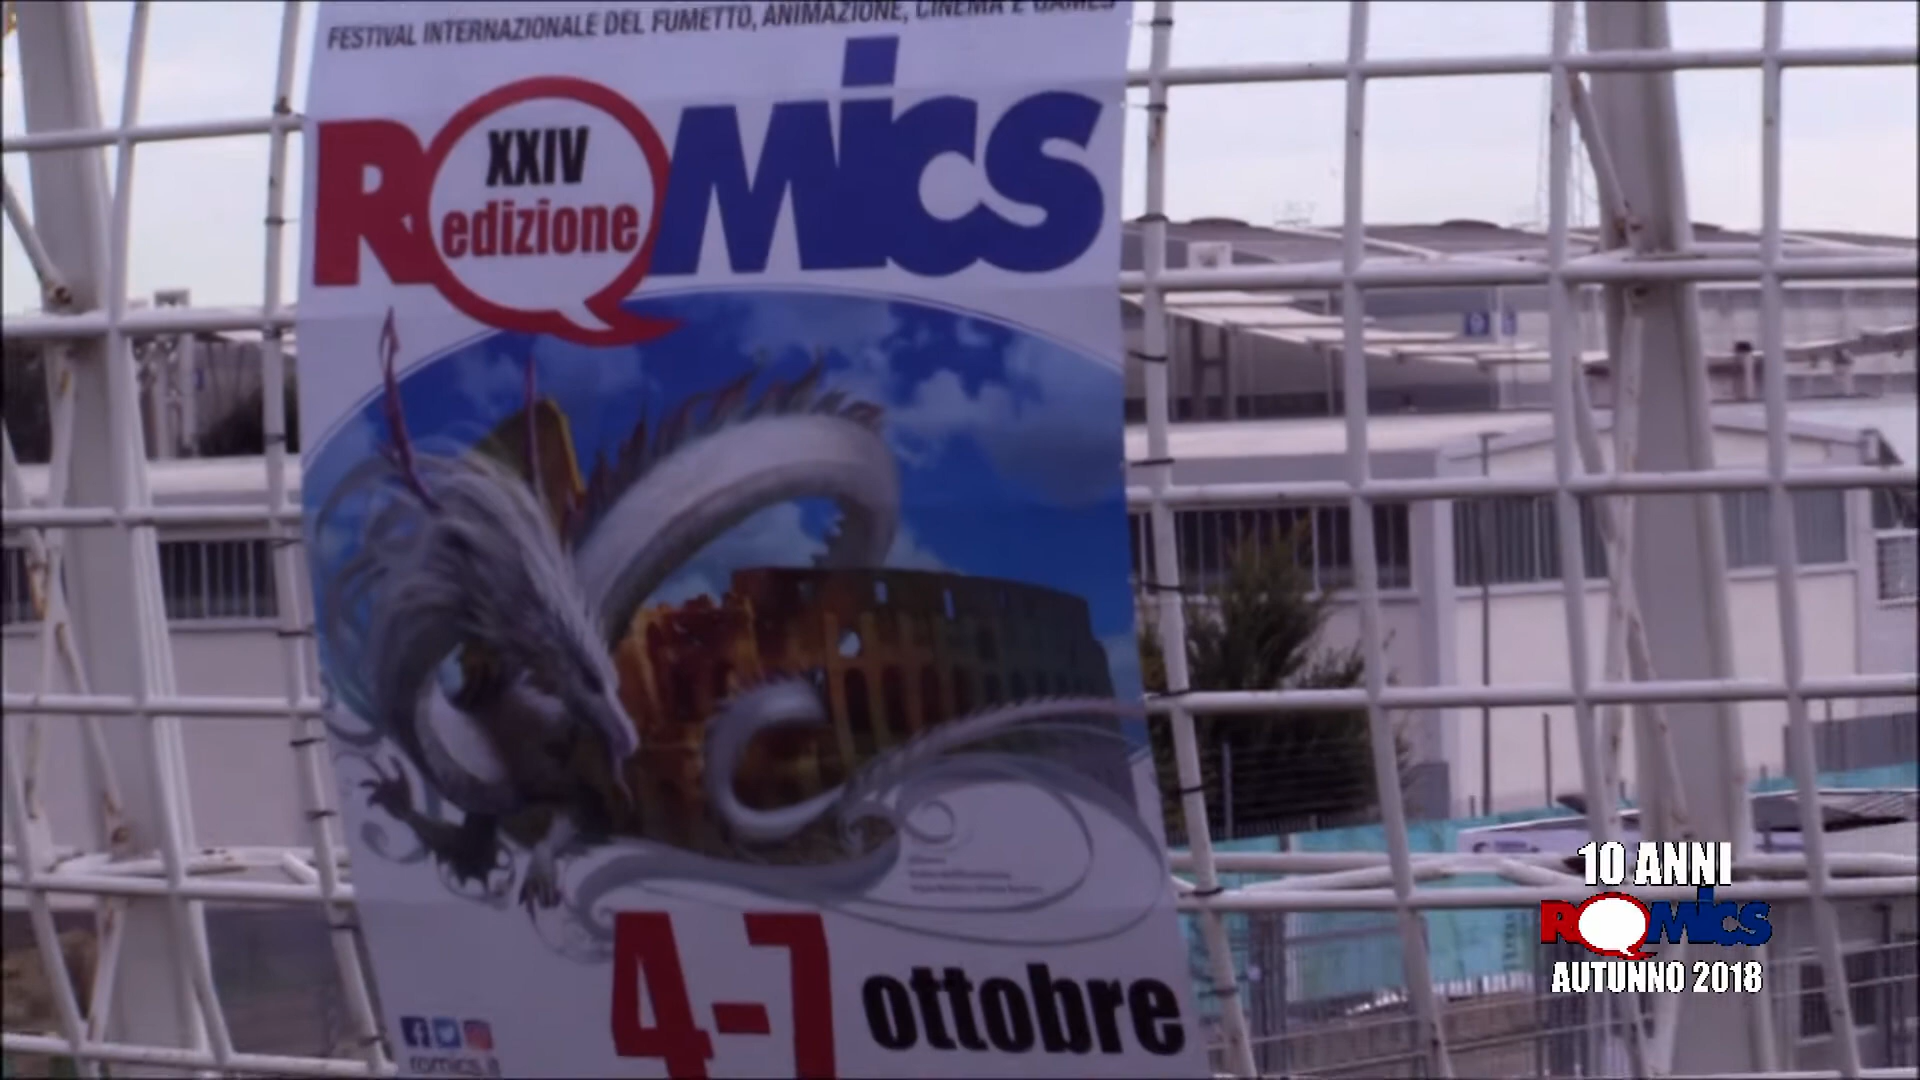 FESTIVAL INTERNAZIONALE DEL FUMETTO, ANIMAZIONE, CINEMA E GAMES
ROMICS
XXIV
edizione
4-7 ottobre
romics.it
10 ANNI
ROMICS
AUTUNNO 2018